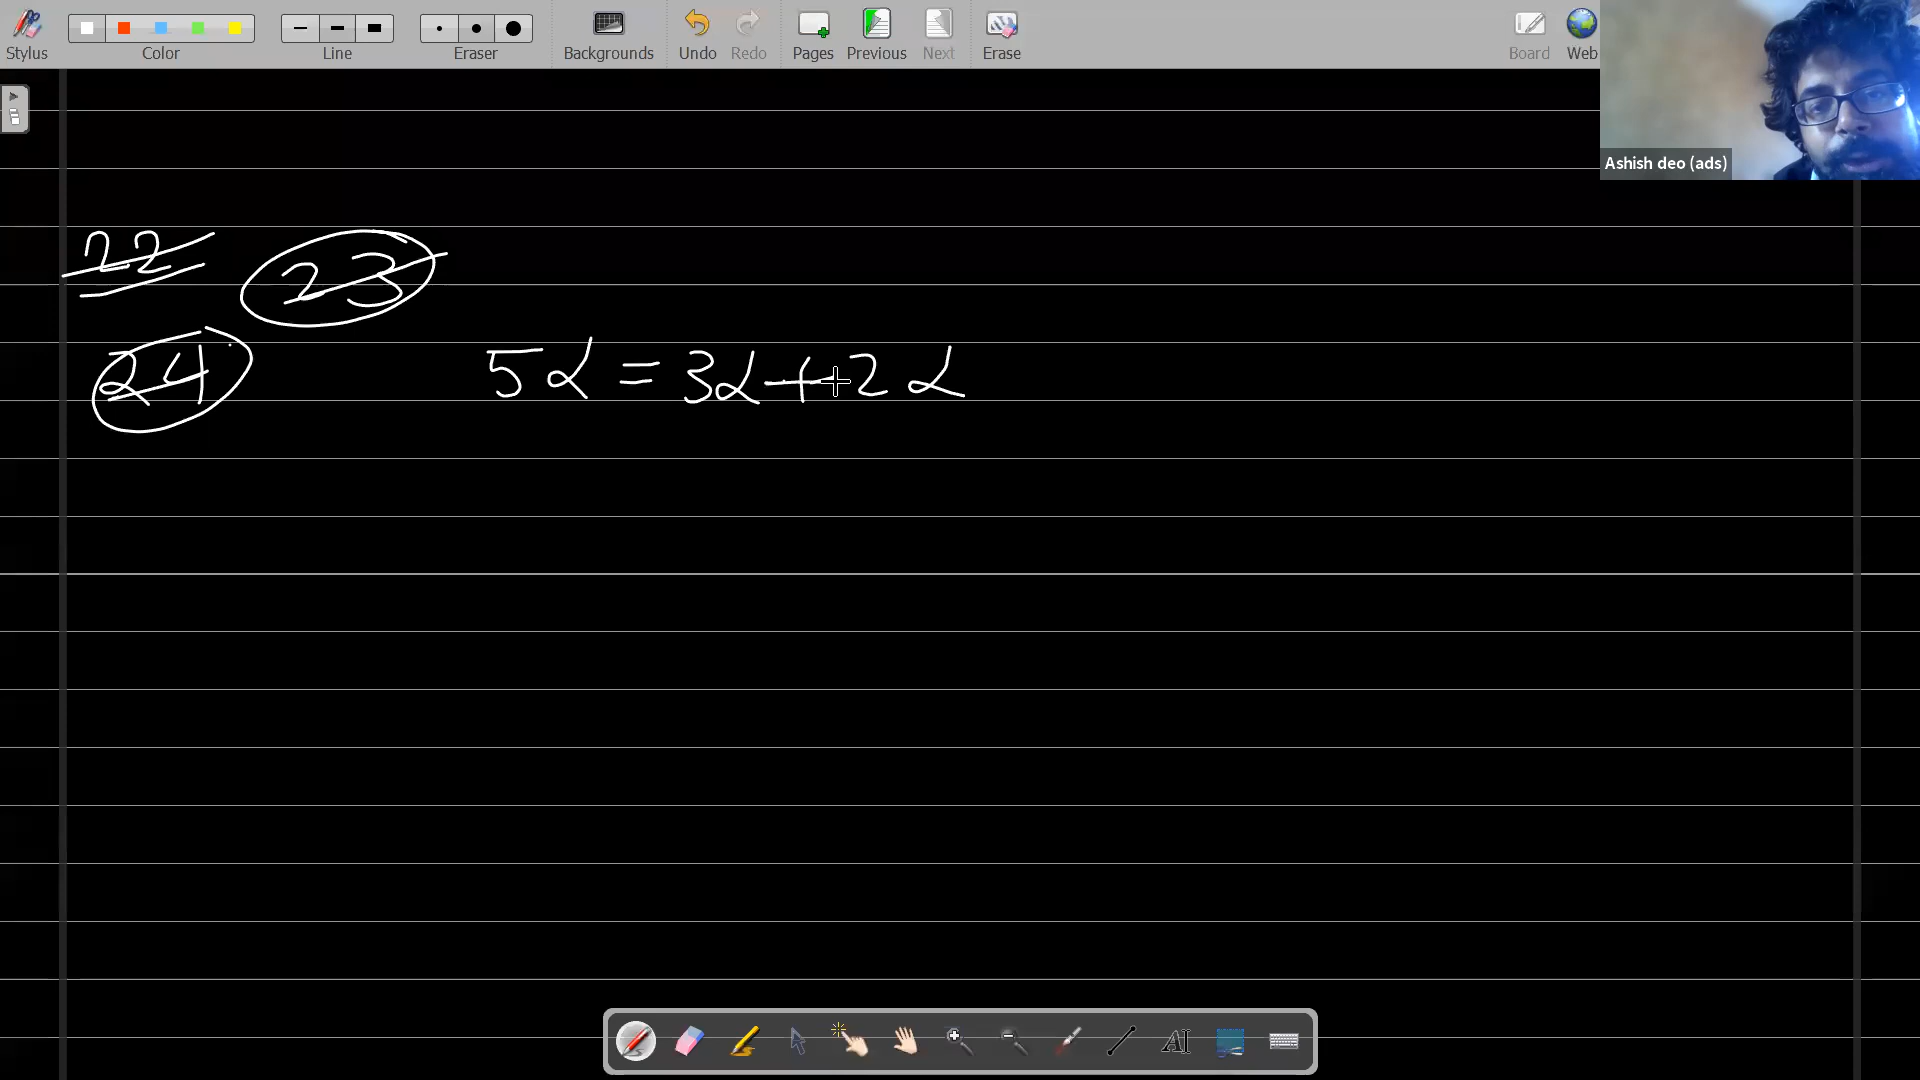 Stylus Color Line Eraser Backgrounds Undo Redo Pages Previous Next Erase Board Web
Ashish deo (ads)
22 23
24 5α = 3α + 2α